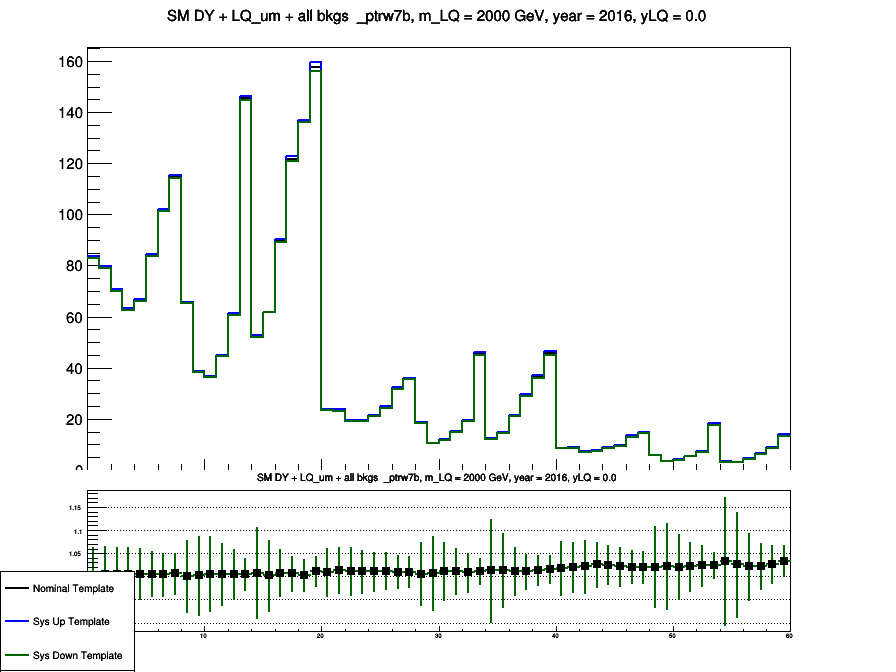 SM DY + LQ_um + all bkgs _ptrw7b, m_LQ = 2000 GeV, year = 2016, yLQ = 0.0
160
140
120
100
80
60
40
20
0
SM DY + LQ_um + all bkgs _ptrw7b, m_LQ = 2000 GeV, year = 2016, yLQ = 0.0
1.15
1.1
1.05
10 20 30 40 50 60
Nominal Template
Sys Up Template
Sys Down Template